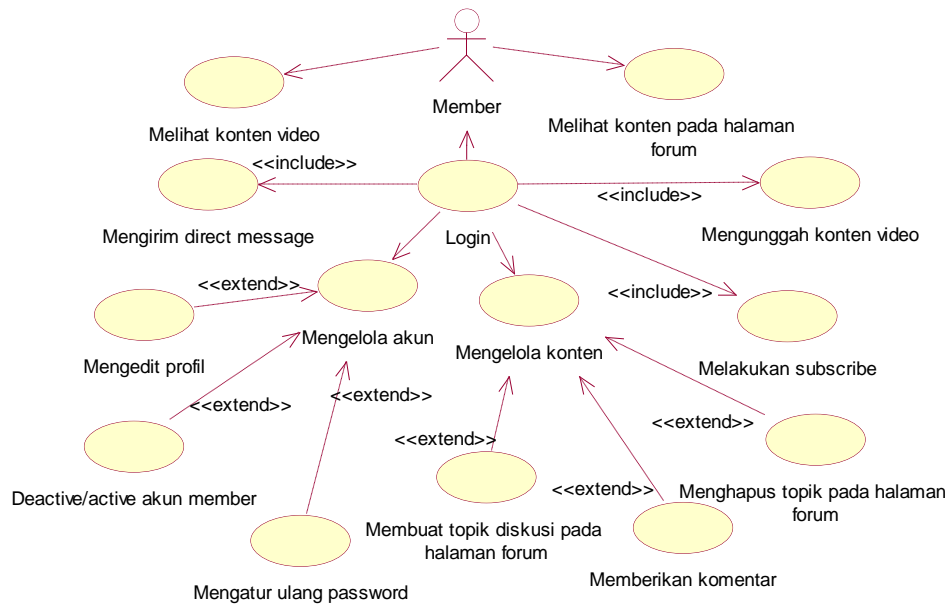 Member
Melihat konten video
Melihat konten pada halaman
forum
<<include>>
<<include>>
Mengirim direct message
Login
Mengunggah konten video
<<extend>>
<<include>>
Mengedit profil
Mengelola akun
Mengelola konten
Melakukan subscribe
<<extend>>
<<extend>>
<<extend>>
<<extend>>
Deactive/active akun member
Menghapus topik pada halaman
forum
<<extend>>
Membuat topik diskusi pada
halaman forum
Mengatur ulang password
Memberikan komentar